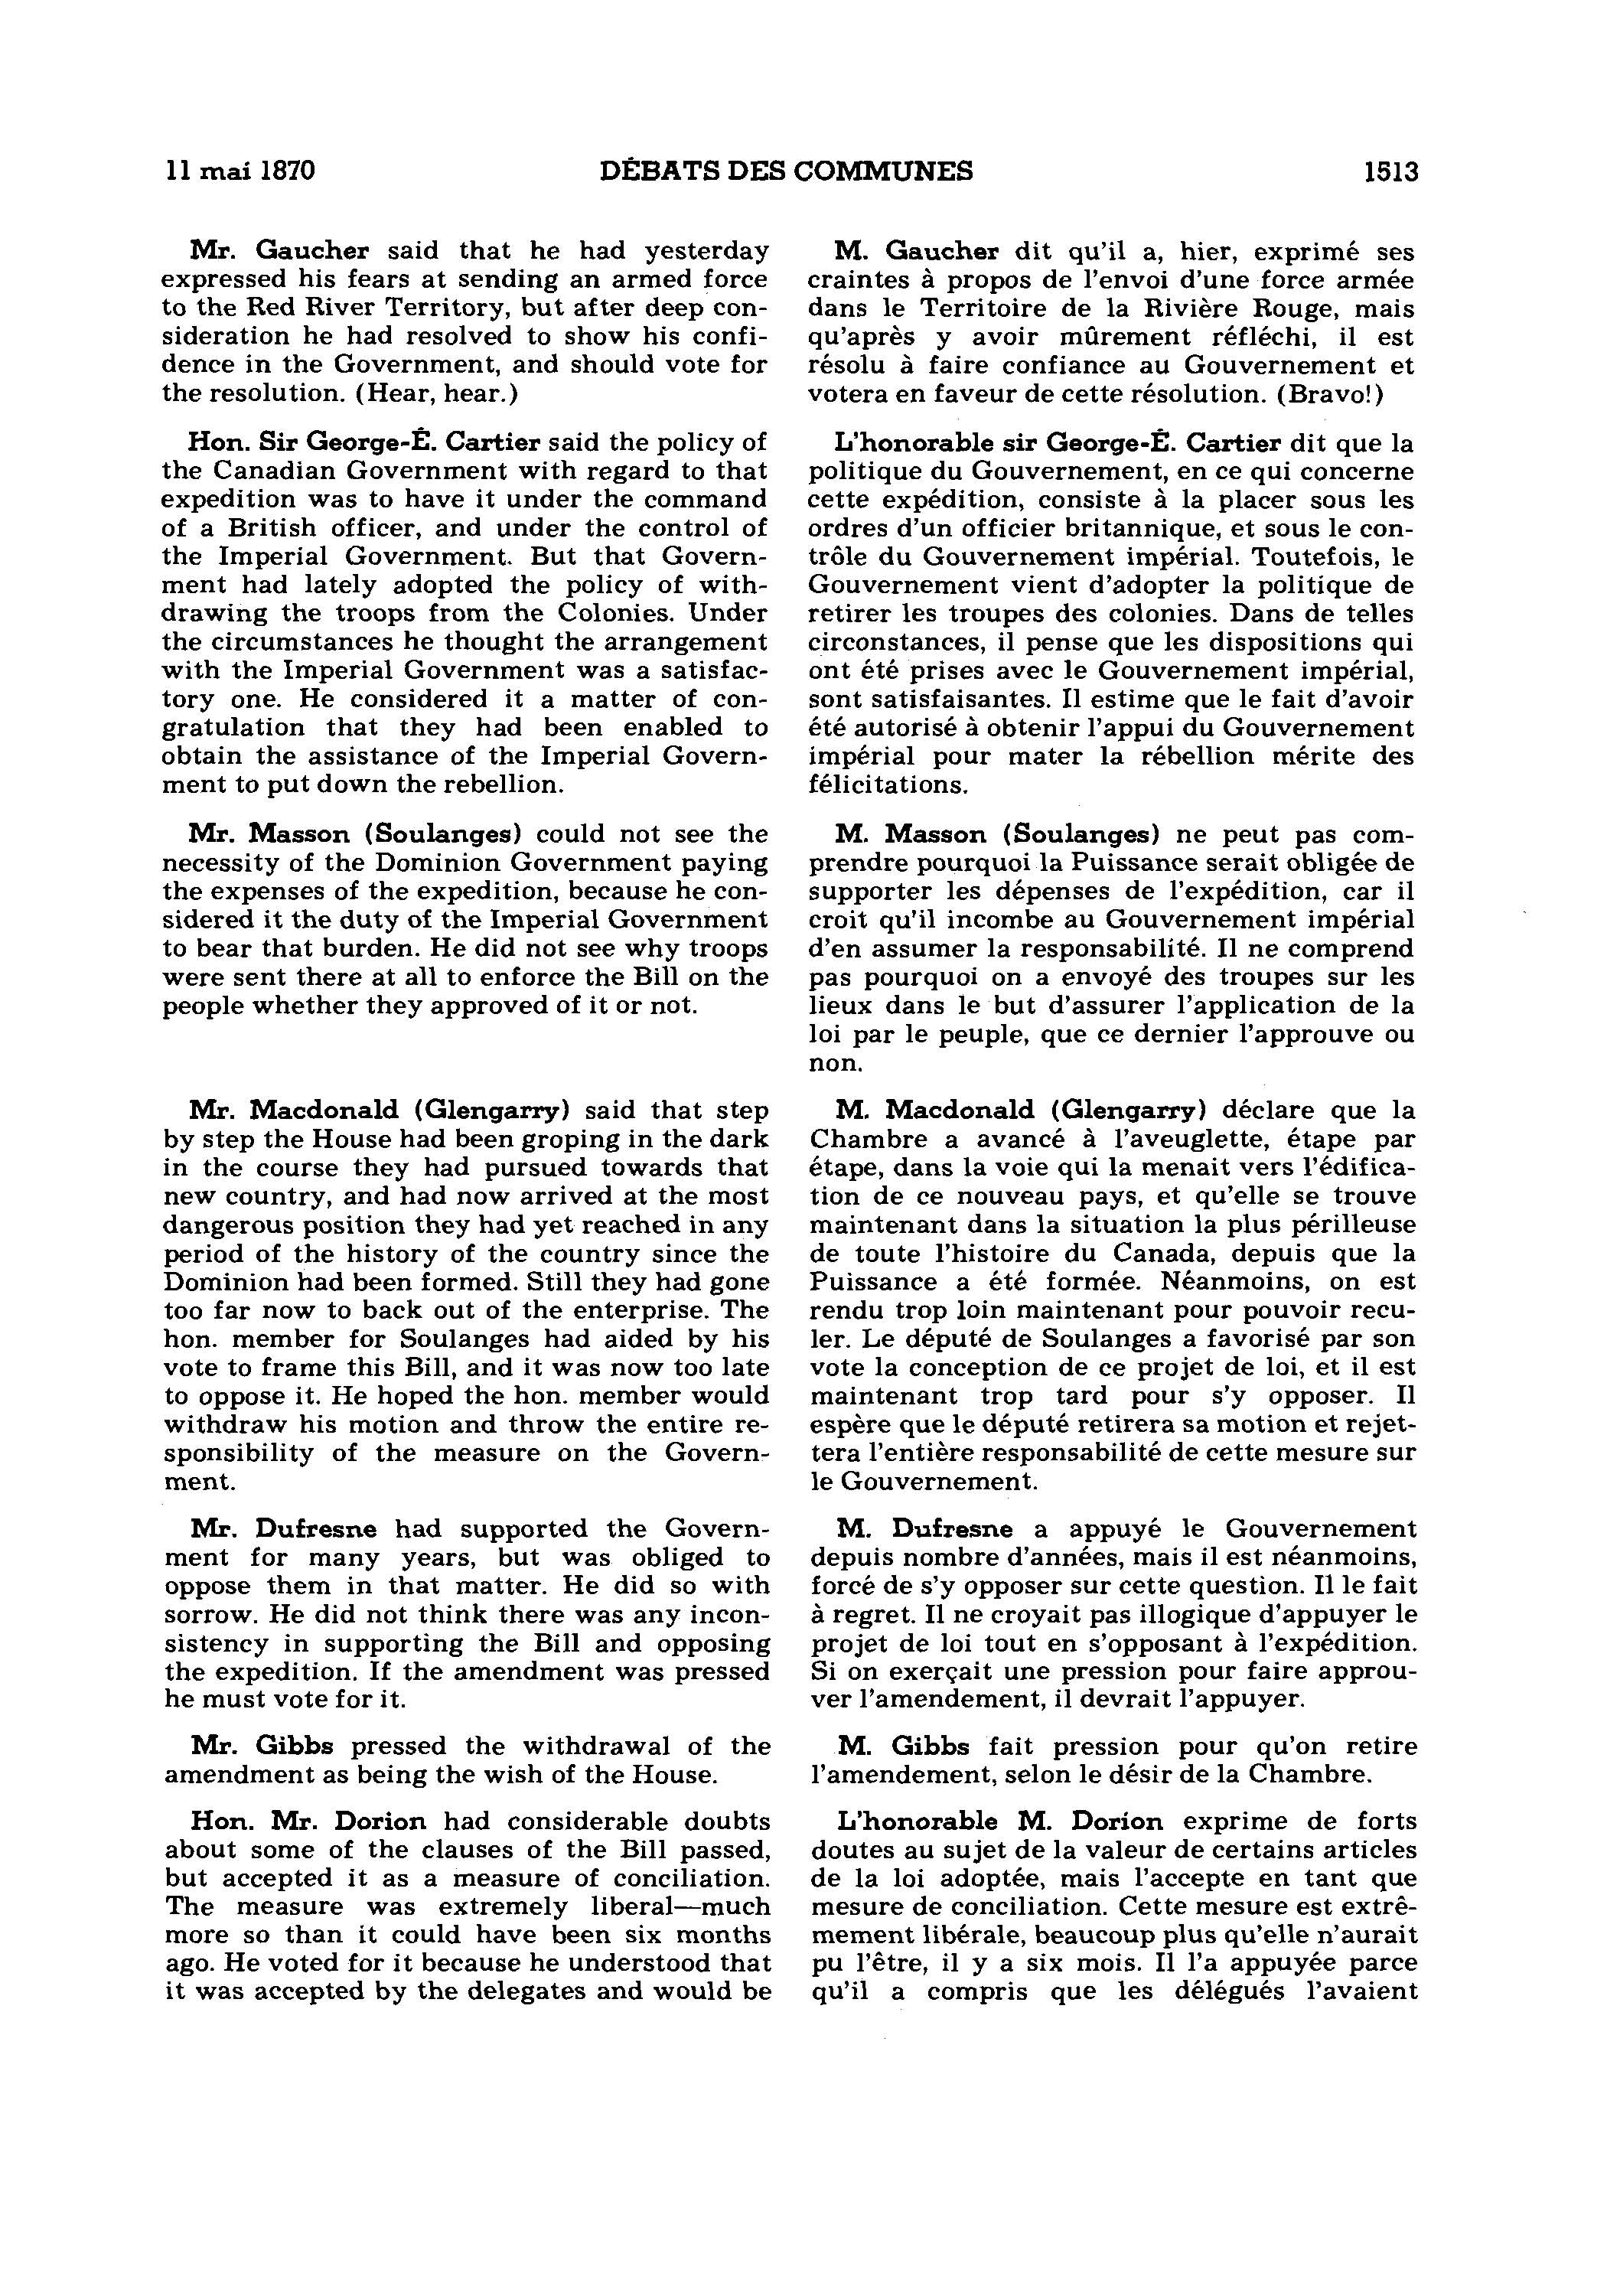 11 mai 1870 DÉBATS DES COMMUNES 1513
Mr. Gaucher said that he had yesterday
expressed his fears at sending an armed force
to the Red River Territory, but after deep con-
sideration he had resolved to show his confi-
dence in the Government, and should vote for
the resolution. (Hear, hear.)
Hon. Sir George-É. Cartier said the policy of
the Canadian Government with regard to that
expedition was to have it under the command
of a British officer, and under the control of
the Imperial Government. But that Govern-
ment had lately adopted the policy of with-
drawing the troops from the Colonies. Under
the circumstances he thought the arrangement
with the Imperial Government was a satisfac-
tory one. He considered it a matter of con-
gratulation that they had been enabled to
obtain the assistance of the Imperial Govern-
ment to put down the rebellion.
Mr. Masson (Soulanges) could not see the
necessity of the Dominion Government paying
the expenses of the expedition, because he con-
sidered it the duty of the Imperial Government
to bear that burden. He did not see why troops
were sent there at all to enforce the Bill on the
people whether they approved of it or not.
Mr. Macdonald (Glengarry) said that step
by step the House had been groping in the dark
in the course they had pursued towards that
new country, and had now arrived at the most
dangerous position they had yet reached in any
period of the history of the country since the
Dominion had been formed. Still they had gone
too far now to back out of the enterprise. The
hon. member for Soulanges had aided by his
vote to frame this Bill, and it was now too late
to oppose it. He hoped the hon. member would
withdraw his motion and throw the entire re-
sponsibility of the measure on the Govern-
ment.
Mr. Dufresne had supported the Govern-
ment for many years, but was obliged to
oppose them in that matter. He did so with
sorrow. He did not think there was any incon-
sistency in supporting the Bill and opposing
the expedition. If the amendment was pressed
he must vote for it.
Mr. Gibbs pressed the withdrawal of the
amendment as being the wish of the House.
Hon. Mr. Dorion had considerable doubts
about some of the clauses of the Bill passed,
but accepted it as a measure of conciliation.
The measure was extremely liberal—much
more so than it could have been six months
ago. He voted for it because he understood that
it was accepted by the delegates and would be
M. Gaucher dit qu'il a, hier, exprimé ses
craintes à propos de l'envoi d'une force armée
dans le Territoire de la Rivière Rouge, mais
qu'après y avoir mûrement réfléchi, il est
résolu à faire confiance au Gouvernement et
votera en faveur de cette résolution. (Bravo!)
L'honorable sir George-É. Cartier dit que la
politique du Gouvernement, en ce qui concerne
cette expédition, consiste à la placer sous les
ordres d'un officier britannique, et sous le con-
trôle du Gouvernement impérial. Toutefois, le
Gouvernement vient d'adopter la politique de
retirer les troupes des colonies. Dans de telles
circonstances, il pense que les dispositions qui
ont été prises avec le Gouvernement impérial,
sont satisfaisantes. Il estime que le fait d'avoir
été autorisé à obtenir l'appui du Gouvernement
impérial pour mater la rébellion mérite des
félicitations.
M. Masson (Soulanges) ne peut pas com-
prendre pourquoi la Puissance serait obligée de
supporter les dépenses de l'expédition, car il
croit qu'il incombe au Gouvernement impérial
d'en assumer la responsabilité. Il ne comprend
pas pourquoi on a envoyé des troupes sur les
lieux dans le but d'assurer l'application de la
loi par le peuple, que ce dernier l'approuve ou
non.
M. Macdonald (Glengarry) déclare que la
Chambre a avancé à l'aveuglette, étape par
étape, dans la voie qui la menait vers l'édifica-
tion de ce nouveau pays, et qu'elle se trouve
maintenant dans la situation la plus périlleuse
de toute l'histoire du Canada, depuis que la
Puissance a été formée. Néanmoins, on est
rendu trop loin maintenant pour pouvoir recu-
ler. Le député de Soulanges a favorisé par son
vote la conception de ce projet de loi, et il est
maintenant trop tard pour s'y opposer. Il
espère que le député retirera sa motion et rejet-
tera l'entière responsabilité de cette mesure sur
le Gouvernement.
M. Dufresne a appuyé le Gouvernement
depuis nombre d'années, mais il est néanmoins,
forcé de s'y opposer sur cette question. Il le fait
à regret. Il ne croyait pas illogique d'appuyer le
projet de loi tout en s'opposant à l'expédition.
Si on exerçait une pression pour faire approu-
ver l'amendement, il devrait l'appuyer.
M. Gibbs fait pression pour qu'on retire
l'amendement, selon le désir de la Chambre.
L'honorable M. Dorion exprime de forts
doutes au sujet de la valeur de certains articles
de la loi adoptée, mais l'accepte en tant que
mesure de conciliation. Cette mesure est extrê-
mement libérale, beaucoup plus qu'elle n'aurait
pu l'être, il y a six mois. Il l'a appuyée parce
qu'il a compris que les délégués l'avaient